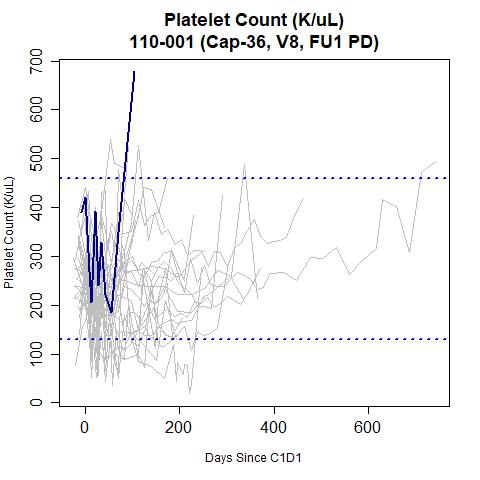 Platelet Count (K/uL)
110-001 (Cap-36, V8, FU1 PD)
Platelet Count (K/uL)
700
600
500
400
300
200
100
0
0 200 400 600
Days Since C1D1